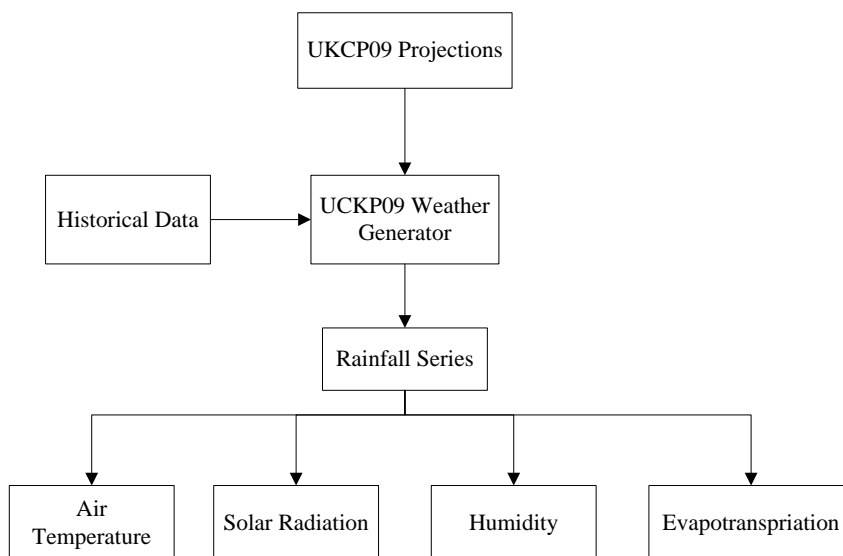 UKCP09 Projections
Historical Data
UCKP09 Weather
Generator
Rainfall Series
Air
Temperature
Solar Radiation
Humidity
Evapotranspriation